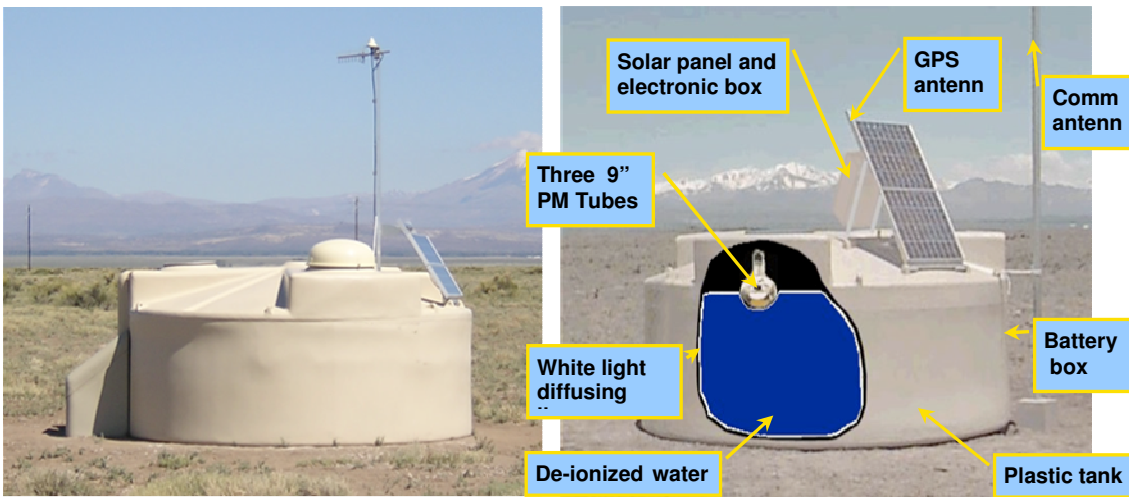 Solar panel and
electronic box
GPS
antenn
Comm
antenn
Three 9”
PM Tubes
White light
diffusing
Battery
box
De-ionized water
Plastic tank